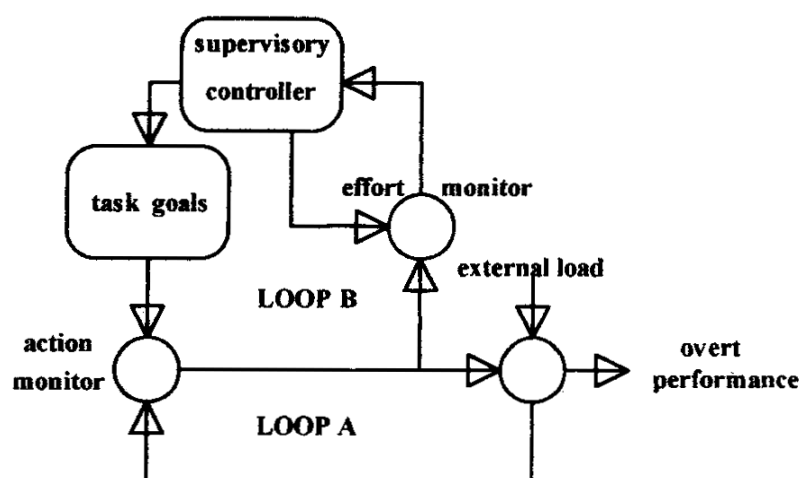 supervisory
controller
task goals
effort monitor
external load
LOOP B
action
monitor
overt
performance
LOOP A